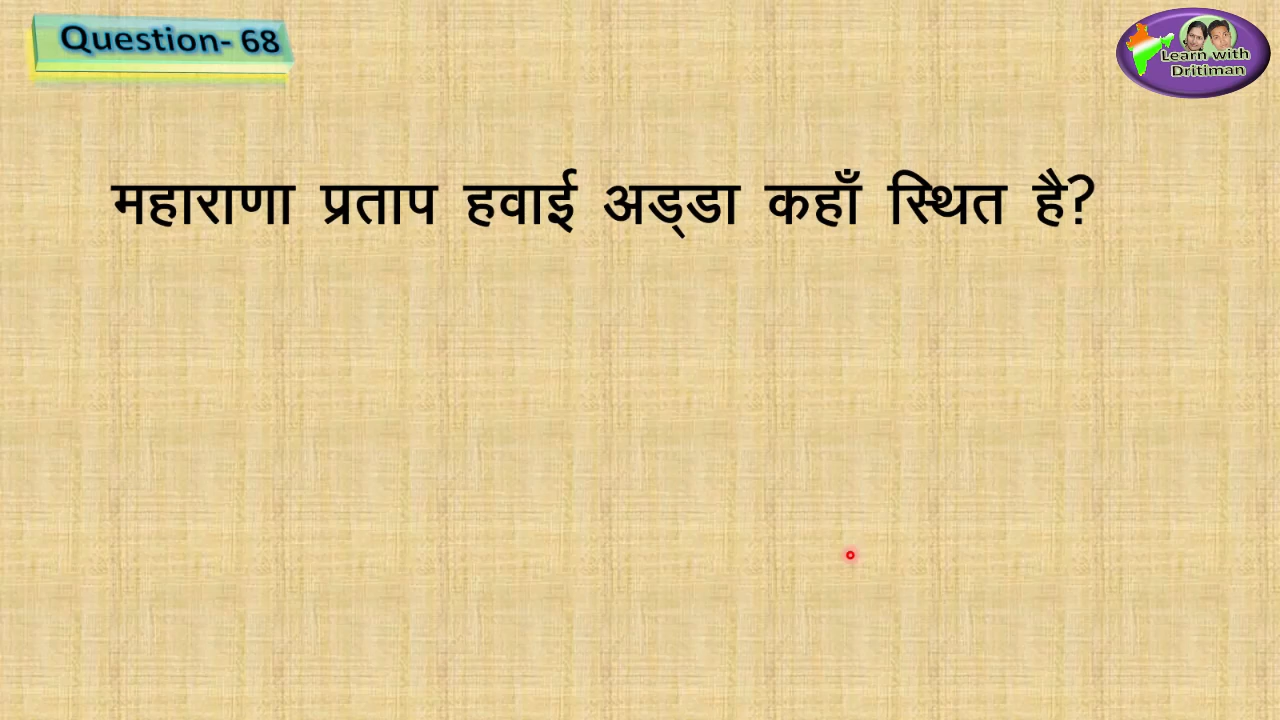 Question- 68
Learn with
Dritiman
महाराणा प्रताप हवाई अड्डा कहाँ स्थित है?